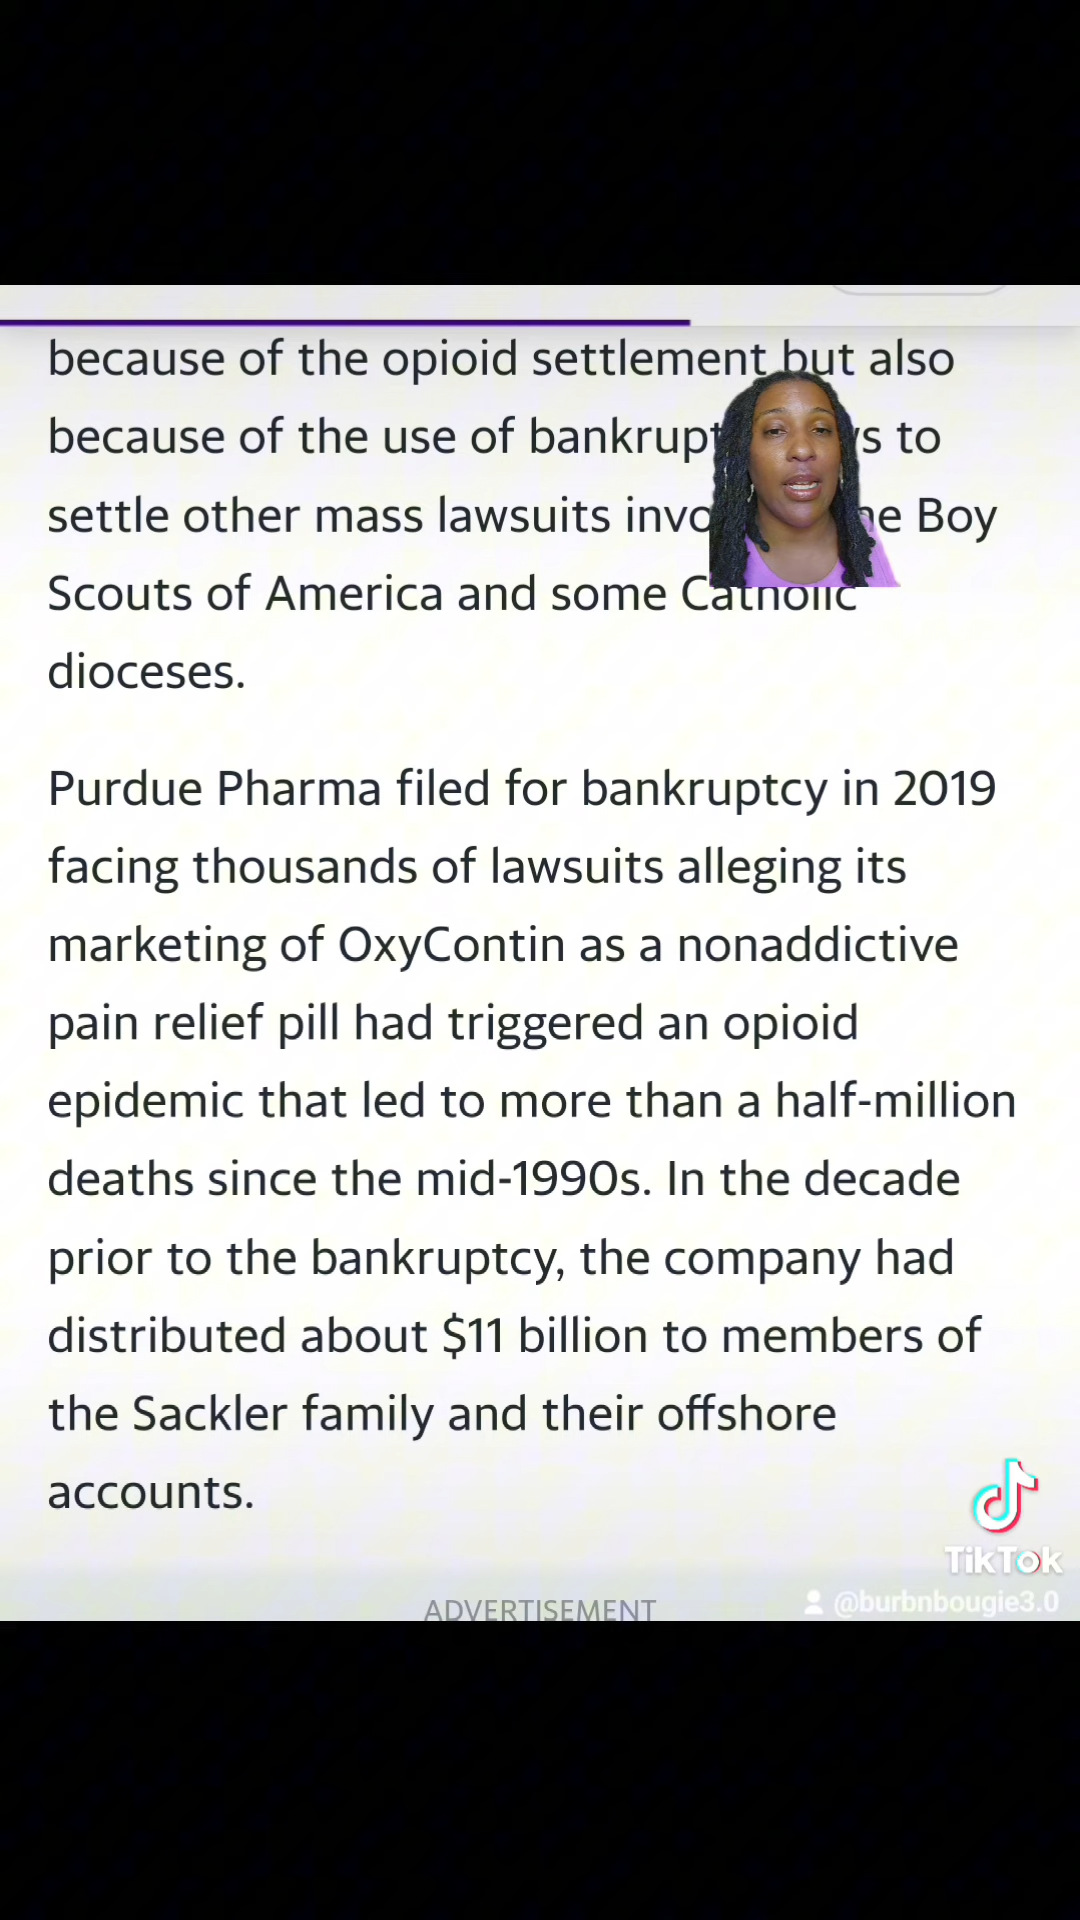 because of the opioid settlement but also
because of the use of to
settle other mass lawsuits Boy
Scouts of America and some Catholic
dioceses.
Purdue Pharma filed for bankruptcy in 2019
facing thousands of lawsuits alleging its
marketing of OxyContin as a nonaddictive
pain relief pill had triggered an opioid
epidemic that led to more than a half-million
deaths since the mid-1990s. In the decade
prior to the bankruptcy, the company had
distributed about $11 billion to members of
the Sackler family and their offshore
accounts.
TikTok
ADVERTISEMENT
@burbnbougie3.0